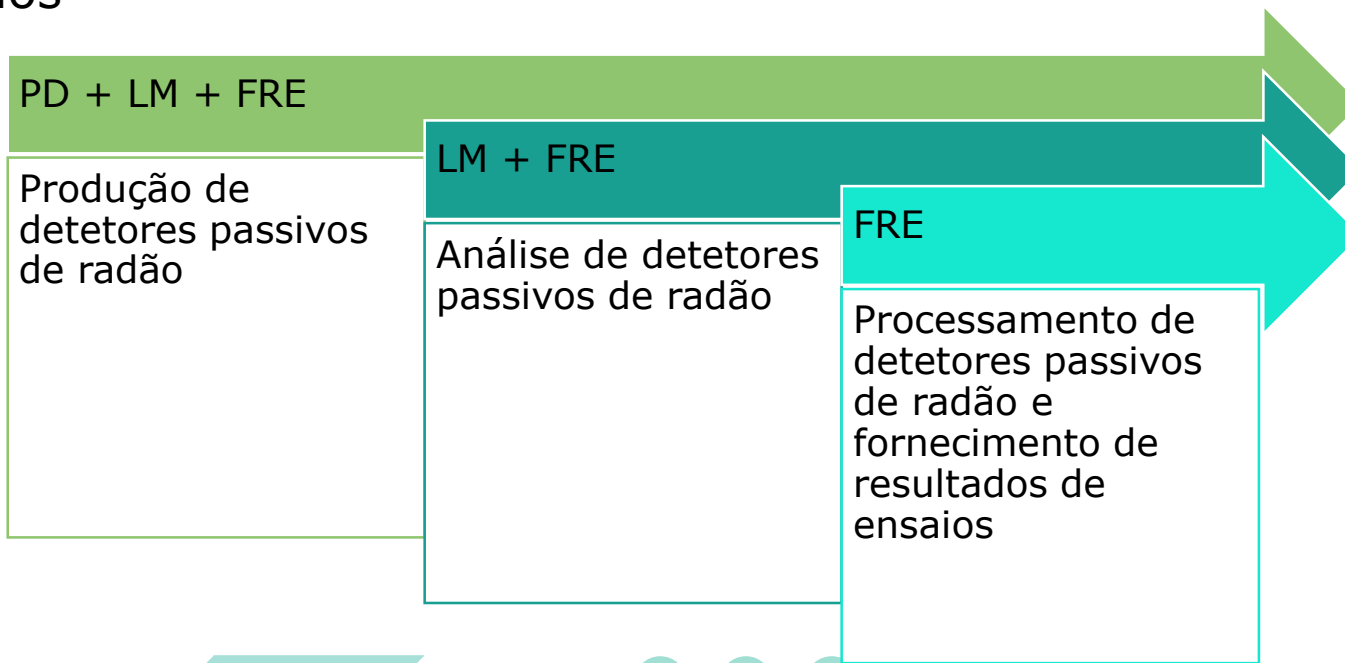 PD + LM + FRE
Produção de
detetores passivos
de radão
LM + FRE
Análise de detetores
passivos de radão
FRE
Processamento de
detetores passivos
de radão e
fornecimento de
resultados de
ensaios